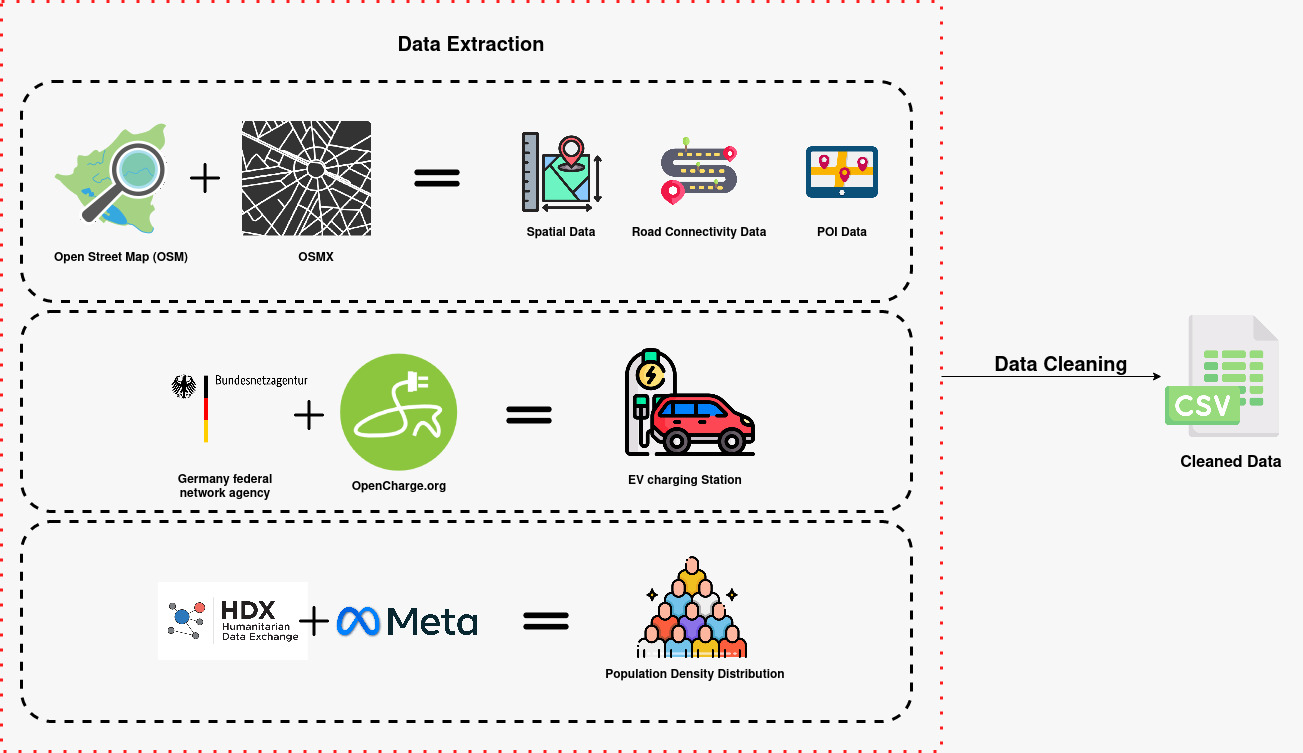 Data Extraction
Open Street Map (OSM)
OSMX
Spatial Data
Road Connectivity Data
POI Data
Bundesnetzagentur
Germany federal
network agency
OpenCharge.org
EV charging Station
HDX
Humanitarian
Data Exchange
Meta
Population Density Distribution
Data Cleaning
CSV
Cleaned Data